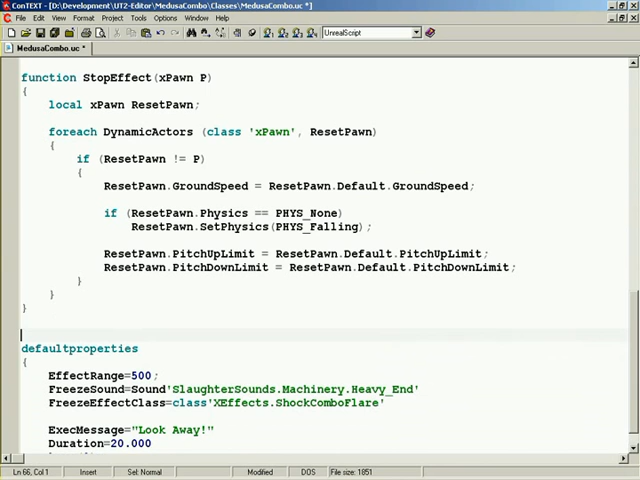 ConTEXT - [D:\Development\UT2-Editor\MedusaCombo\Classes\MedusaCombo.uc *]
File Edit View Format Project Tools Options Window Help
UnrealScript
MedusaCombo.uc *
function StopEffect(xPawn P)
{
local xPawn ResetPawn;
foreach DynamicActors (class 'xPawn', ResetPawn)
{
if (ResetPawn != P)
{
ResetPawn.GroundSpeed = ResetPawn.Default.GroundSpeed;
if (ResetPawn.Physics == PHYS_None)
ResetPawn.SetPhysics(PHYS_Falling);
ResetPawn.PitchUpLimit = ResetPawn.Default.PitchUpLimit;
ResetPawn.PitchDownLimit = ResetPawn.Default.PitchDownLimit;
}
}
}
defaultproperties
{
EffectRange=500;
FreezeSound=Sound'SlaughterSounds.Machinery.Heavy_End'
FreezeEffectClass=class'XEffects.ShockComboFlare'
ExecMessage="Look Away!"
Duration=20.000
Ln 66, Col 1 Insert Sel: Normal Modified DOS File size: 1851